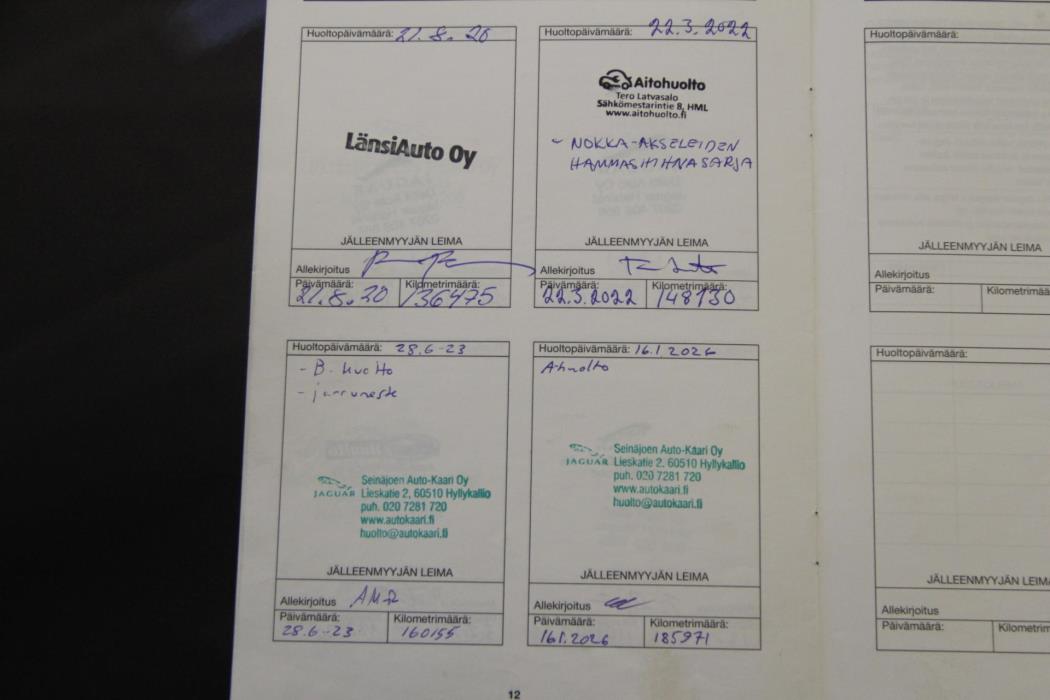 Huoltopäivämäärä: 21.8.20
LänsiAuto Oy
JÄLLEENMYYJÄN LEIMA
Allekirjoitus
Päivämäärä: 21.8.20
Kilometrimäärä: 136475
Huoltopäivämäärä: 22.3.2022
Aitohuolto
Tero Latvasalo
Sähkömestarintie 8, HML
www.aitohuolto.fi
- NOKKA-AKSELEIDEN
HAMMASHIHNASARJA
JÄLLEENMYYJÄN LEIMA
Allekirjoitus
Päivämäärä: 22.3.2022
Kilometrimäärä: 148130
Huoltopäivämäärä: 28.6-23
- B. huolto
- jarruneste
JAGUAR
Seinäjoen Auto-Kaari Oy
Lieskatie 2, 60510 Hyllykallio
puh. 020 7281 720
www.autokaari.fi
huolto@autokaari.fi
JÄLLEENMYYJÄN LEIMA
Allekirjoitus
Päivämäärä: 28.6-23
Kilometrimäärä: 160155
Huoltopäivämäärä: 16.1.2026
A-huolto
JAGUAR
Seinäjoen Auto-Kaari Oy
Lieskatie 2, 60510 Hyllykallio
puh. 020 7281 720
www.autokaari.fi
huolto@autokaari.fi
JÄLLEENMYYJÄN LEIMA
Allekirjoitus
Päivämäärä: 16.1.2026
Kilometrimäärä: 185971
12
Huoltopäivämäärä:
JÄLLEENMYYJÄN LEIMA
Allekirjoitus
Päivämäärä:
Kilometrimäärä
Huoltopäivämäärä:
JÄLLEENMYYJÄN LEIMA
Allekirjoitus
Päivämäärä:
Kilometrim